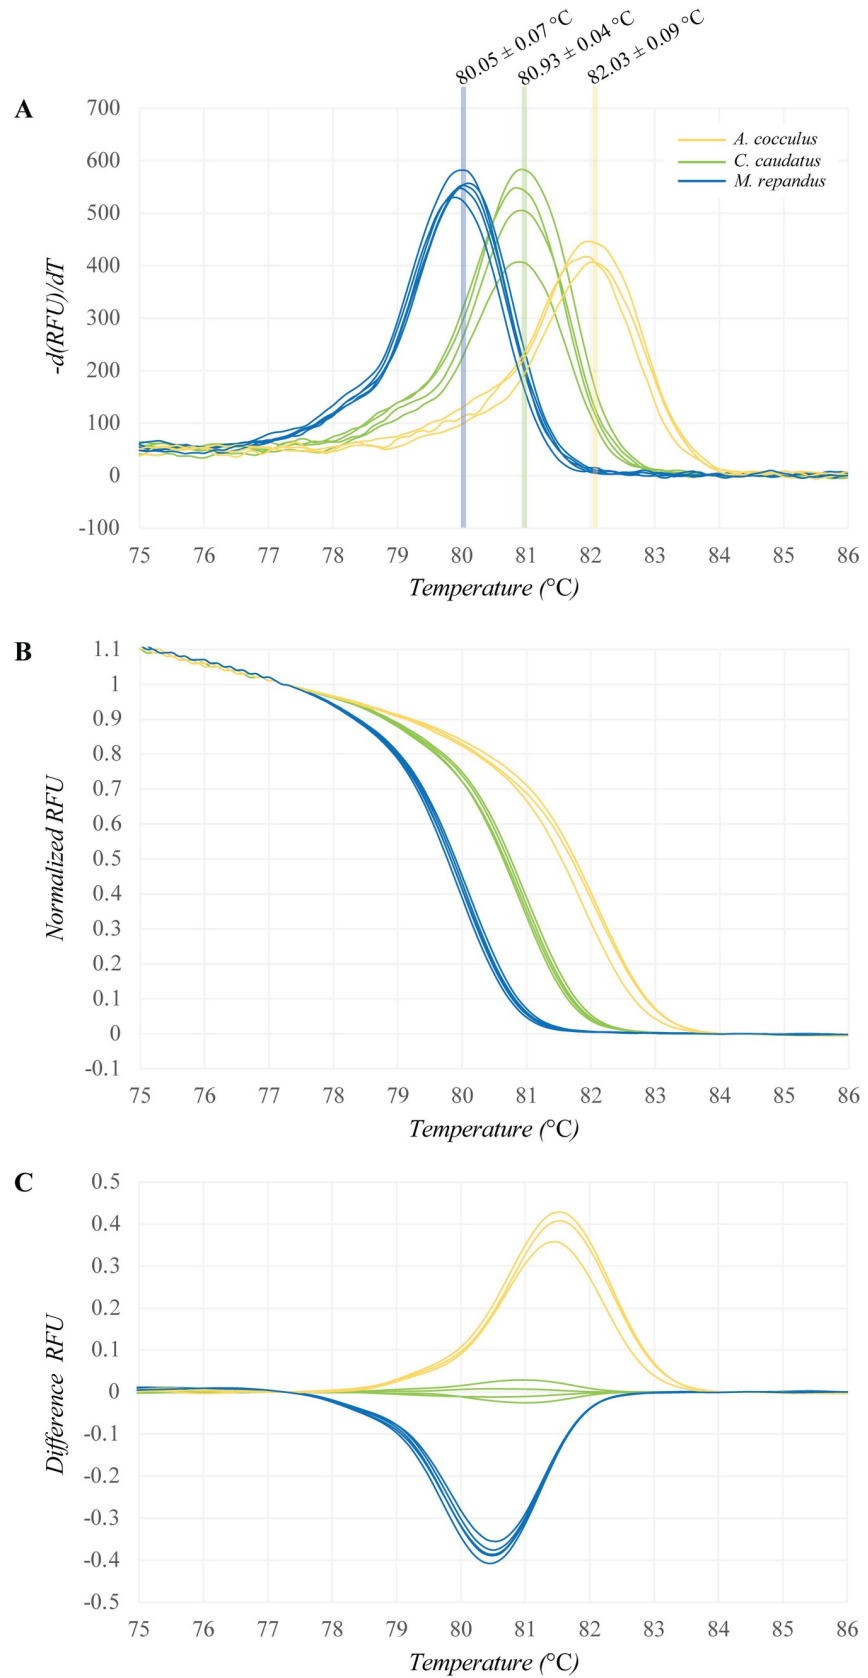 80.05 ± 0.07 °C
80.93 ± 0.04 °C
82.03 ± 0.09 °C
A
700
600
500
400
300
200
100
0
-100
-d(RFU)/dT
A. cocculus
C. caudatus
M. repandus
75 76 77 78 79 80 81 82 83 84 85 86
Temperature (°C)
B
1.1
1
0.9
0.8
0.7
0.6
0.5
0.4
0.3
0.2
0.1
0
-0.1
Normalized RFU
75 76 77 78 79 80 81 82 83 84 85 86
Temperature (°C)
C
0.5
0.4
0.3
0.2
0.1
0
-0.1
-0.2
-0.3
-0.4
-0.5
Difference RFU
75 76 77 78 79 80 81 82 83 84 85 86
Temperature (°C)